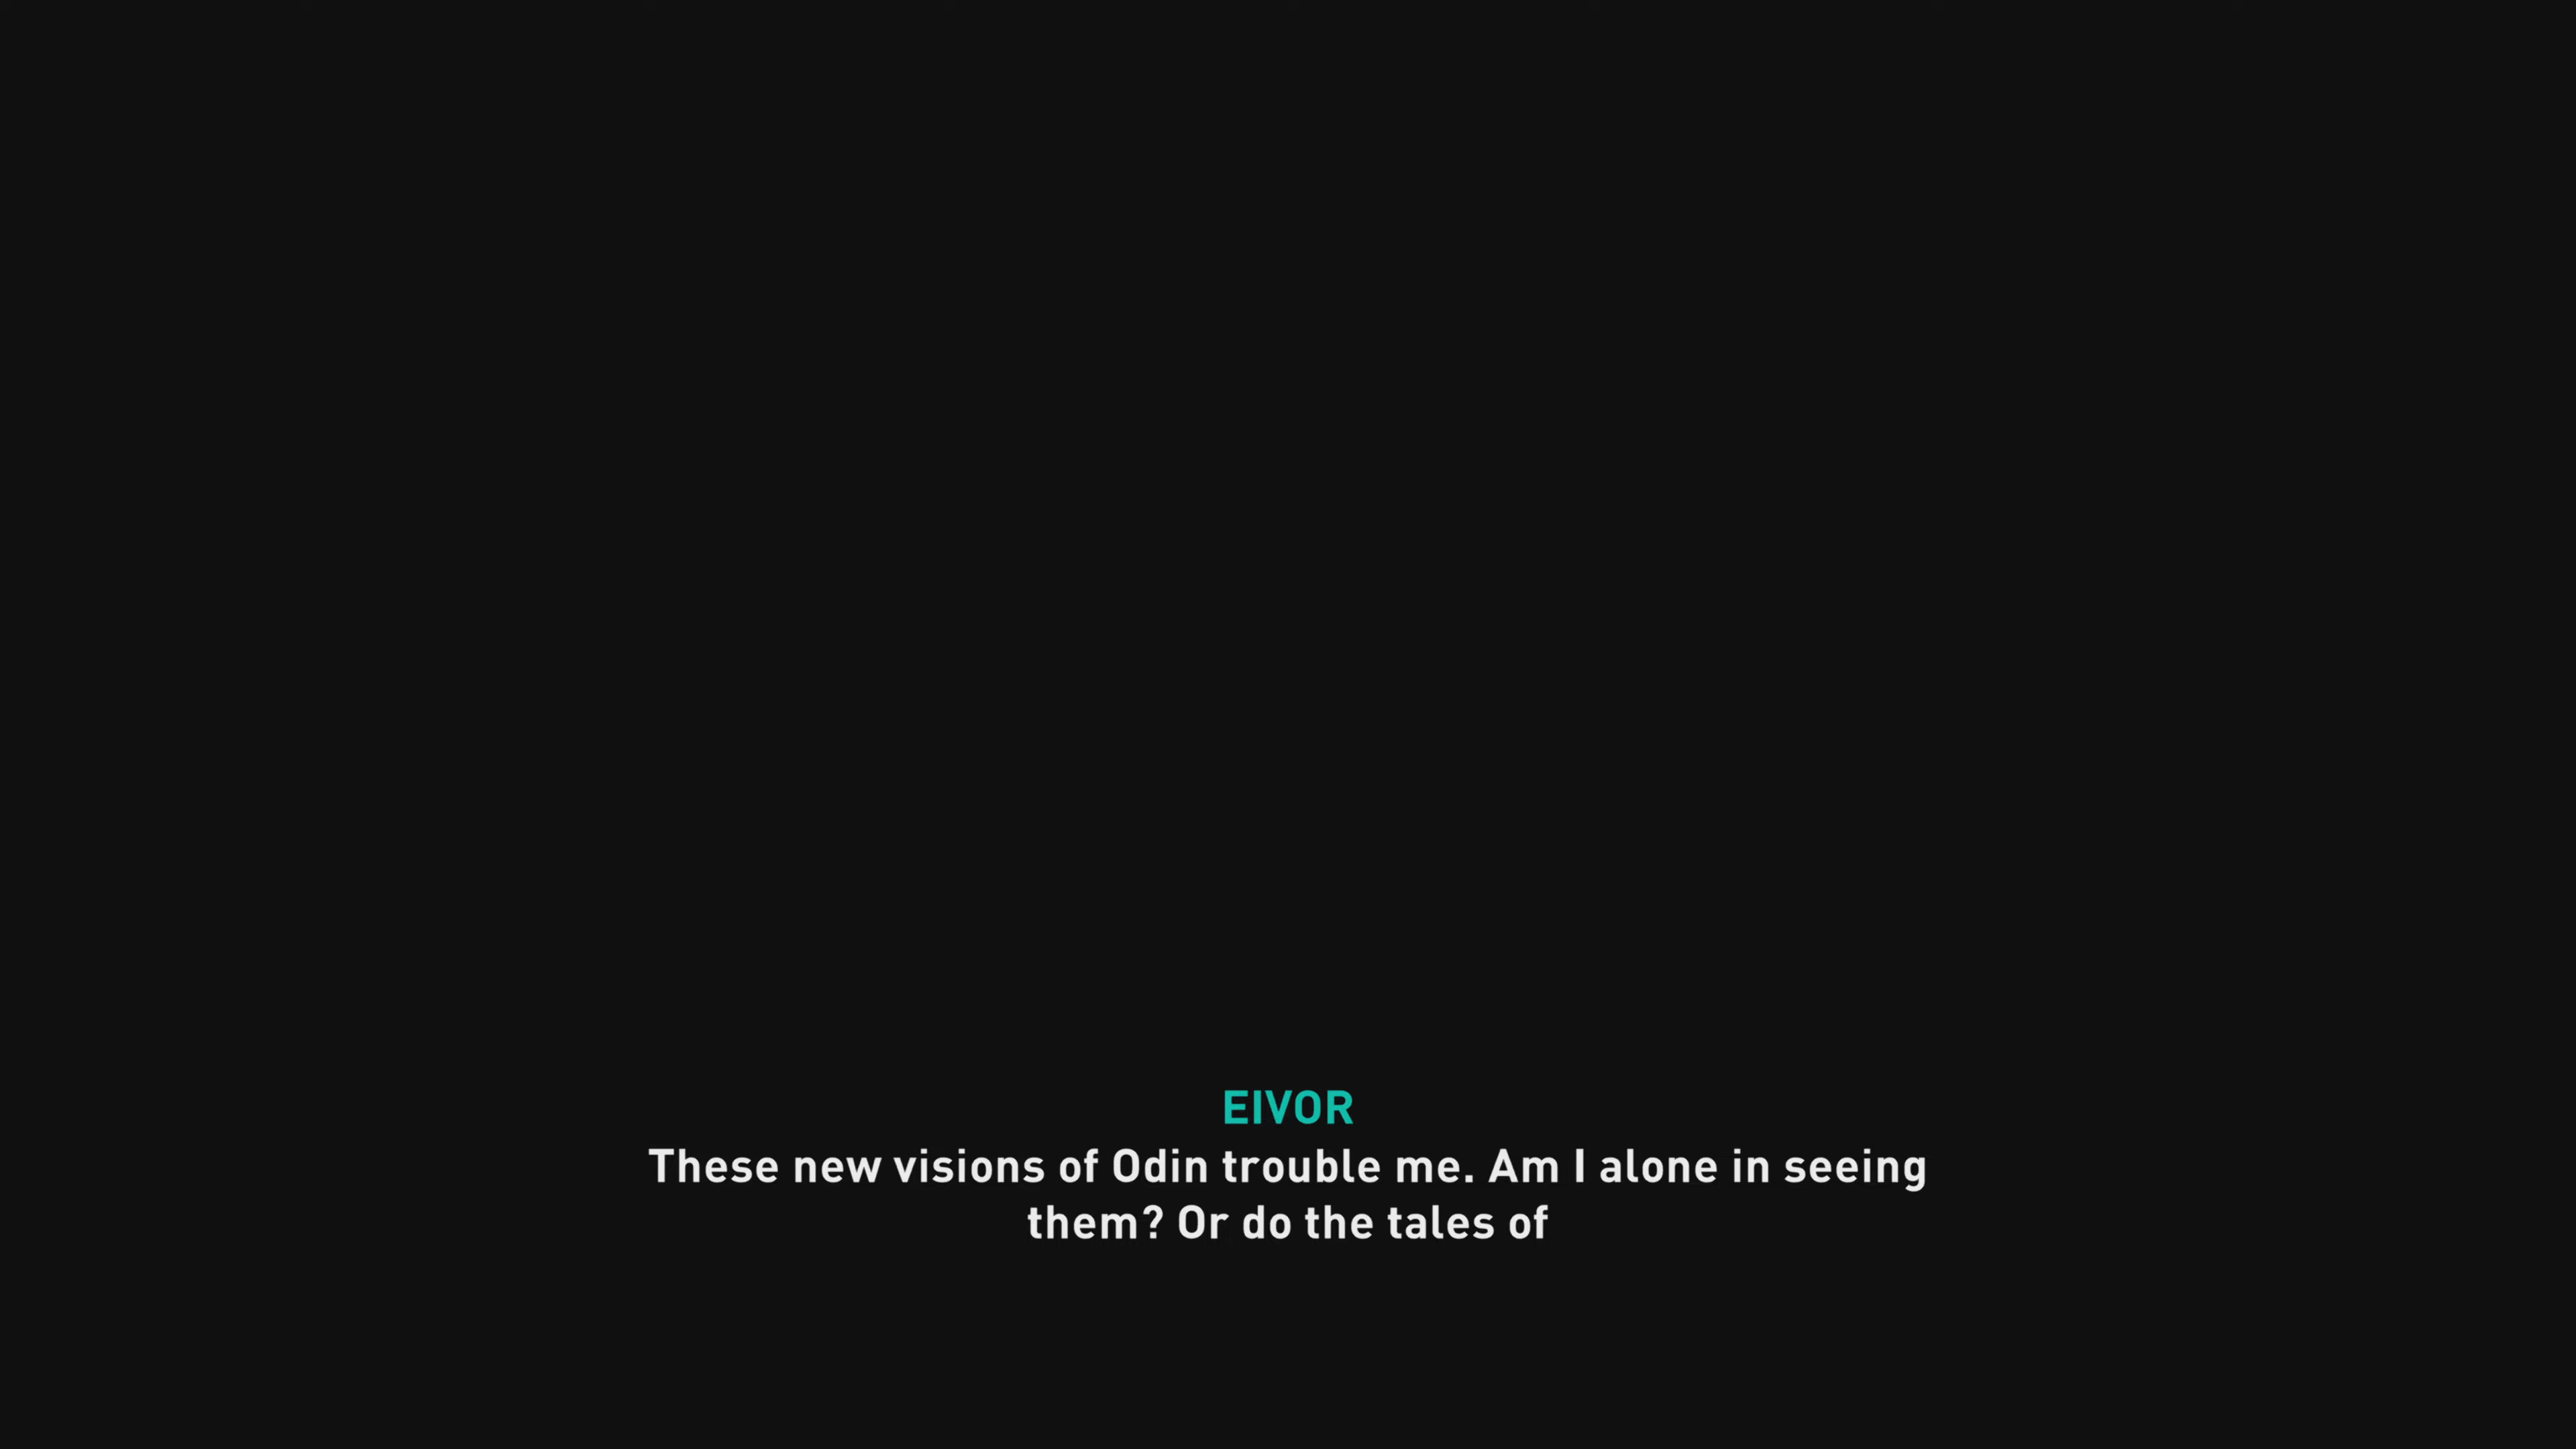 EIVOR
These new visions of Odin trouble me. Am I alone in seeing
them? Or do the tales of